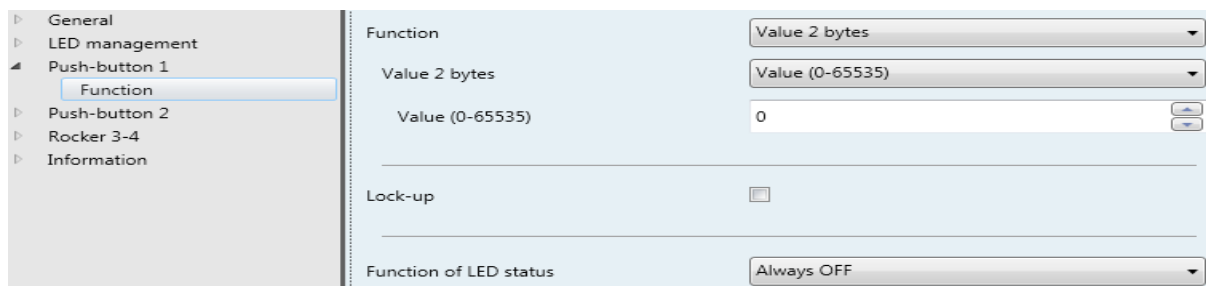 General
LED management
Push-button 1
Function
Push-button 2
Rocker 3-4
Information
Function Value 2 bytes
Value 2 bytes Value (0-65535)
Value (0-65535) 0
Lock-up
Function of LED status Always OFF